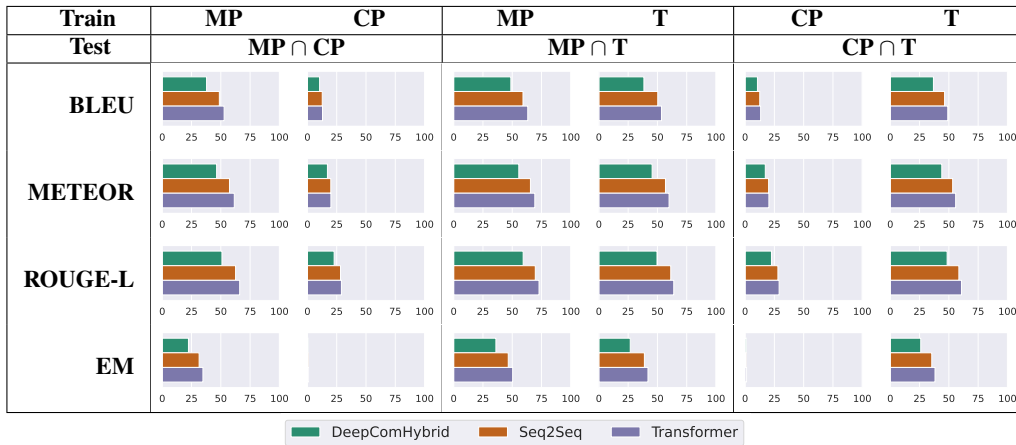 Train MP CP MP T CP T
Test MP ∩ CP MP ∩ T CP ∩ T
BLEU
0 25 50 75 100 0 25 50 75 100 0 25 50 75 100 0 25 50 75 100 0 25 50 75 100 0 25 50 75 100
METEOR
0 25 50 75 100 0 25 50 75 100 0 25 50 75 100 0 25 50 75 100 0 25 50 75 100 0 25 50 75 100
ROUGE-L
0 25 50 75 100 0 25 50 75 100 0 25 50 75 100 0 25 50 75 100 0 25 50 75 100 0 25 50 75 100
EM
0 25 50 75 100 0 25 50 75 100 0 25 50 75 100 0 25 50 75 100 0 25 50 75 100 0 25 50 75 100
DeepComHybrid Seq2Seq Transformer